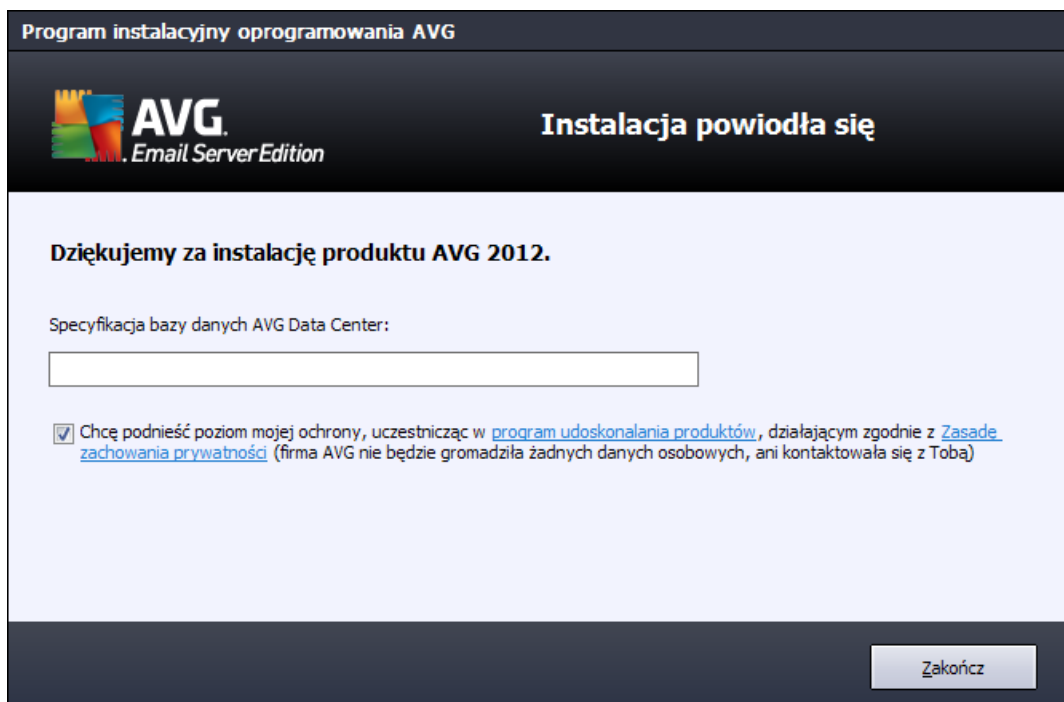 Program instalacyjny oprogramowania AVG
AVG.
Email Server Edition
Instalacja powiodła się
Dziękujemy za instalację produktu AVG 2012.
Specyfikacja bazy danych AVG Data Center:
Chcę podnieść poziom mojej ochrony, uczestnicząc w program udoskonalania produktów, działającym zgodnie z Zasadę
zachowania prywatności (firma AVG nie będzie gromadziła żadnych danych osobowych, ani kontaktowała się z Tobą)
Zakończ